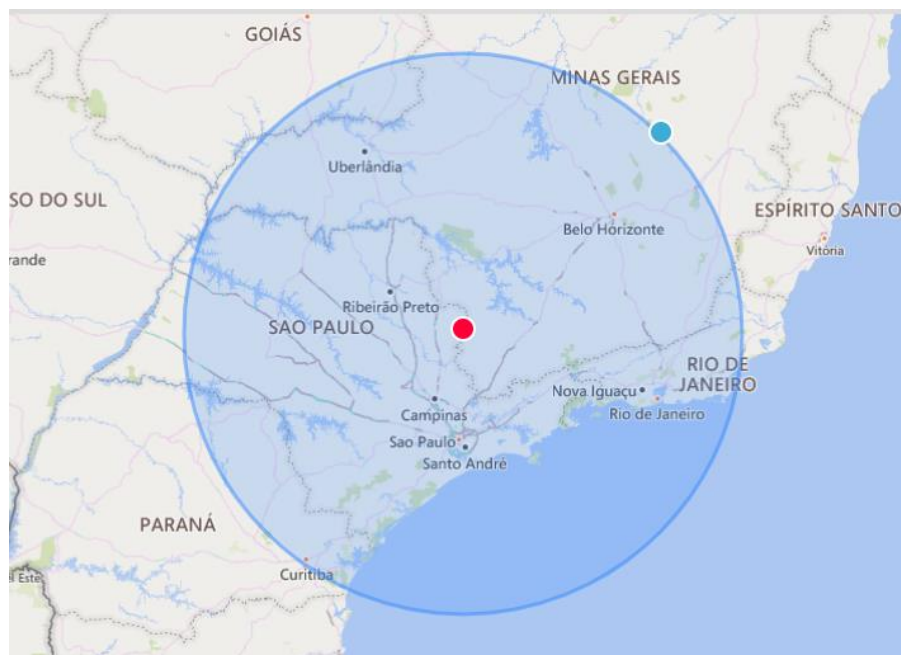 GOIÁS
MINAS GERAIS
Uberlândia
SO DO SUL
ESPÍRITO SANTO
Belo Horizonte
Vitória
rande
Ribeirão Preto
SAO PAULO
RIO DE
JANEIRO
Nova Iguaçu
Campinas
Rio de Janeiro
Sao Paulo
Santo André
PARANÁ
Curitiba
el Este